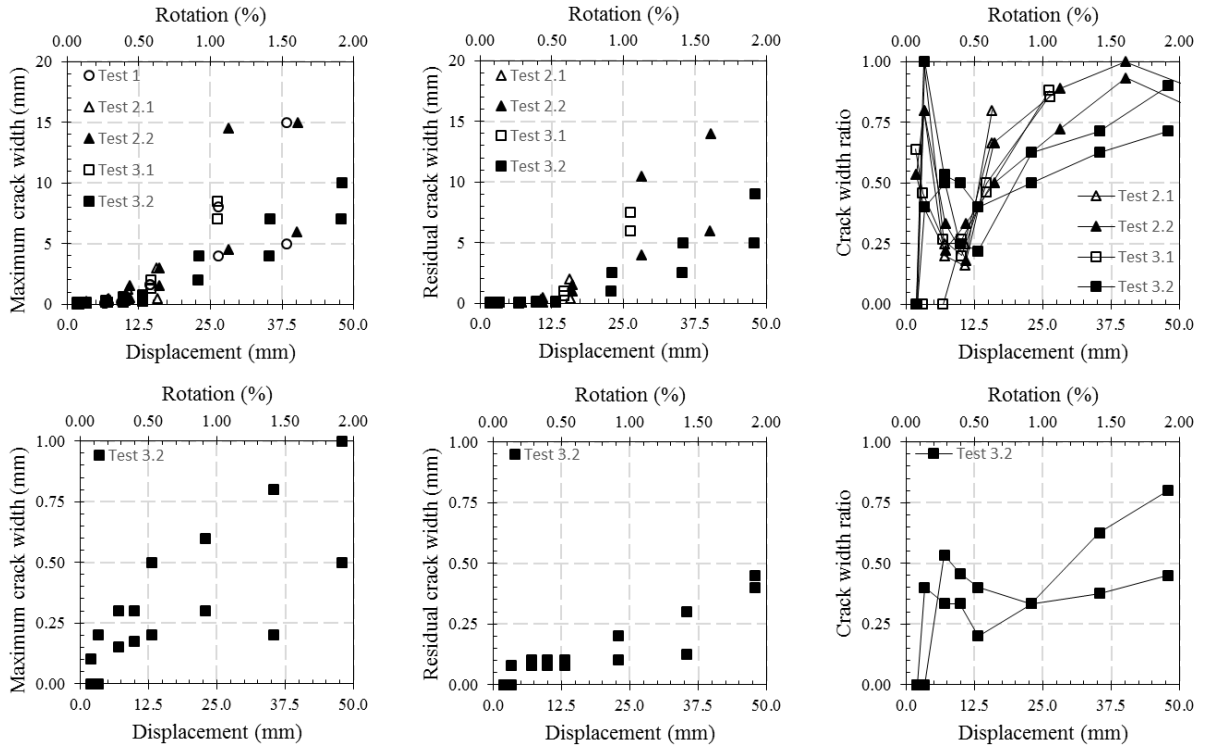 Rotation (%)
0.00 0.50 1.00 1.50 2.00
20
15
10
5
0
Maximum crack width (mm)
Test 1
Test 2.1
Test 2.2
Test 3.1
Test 3.2
0.0 12.5 25.0 37.5 50.0
Displacement (mm)
Rotation (%)
0.00 0.50 1.00 1.50 2.00
20
15
10
5
0
Residual crack width (mm)
Test 2.1
Test 2.2
Test 3.1
Test 3.2
0.0 12.5 25.0 37.5 50.0
Displacement (mm)
Rotation (%)
0.00 0.50 1.00 1.50 2.00
1.00
0.75
0.50
0.25
0.00
Crack width ratio
Test 2.1
Test 2.2
Test 3.1
Test 3.2
0.0 12.5 25.0 37.5 50.0
Displacement (mm)
Rotation (%)
0.00 0.50 1.00 1.50 2.00
1.00
0.75
0.50
0.25
0.00
Maximum crack width (mm)
Test 3.2
0.0 12.5 25.0 37.5 50.0
Displacement (mm)
Rotation (%)
0.00 0.50 1.00 1.50 2.00
1.00
0.75
0.50
0.25
0.00
Residual crack width (mm)
Test 3.2
0.0 12.5 25.0 37.5 50.0
Displacement (mm)
Rotation (%)
0.00 0.50 1.00 1.50 2.00
1.00
0.75
0.50
0.25
0.00
Crack width ratio
Test 3.2
0.0 12.5 25.0 37.5 50.0
Displacement (mm)